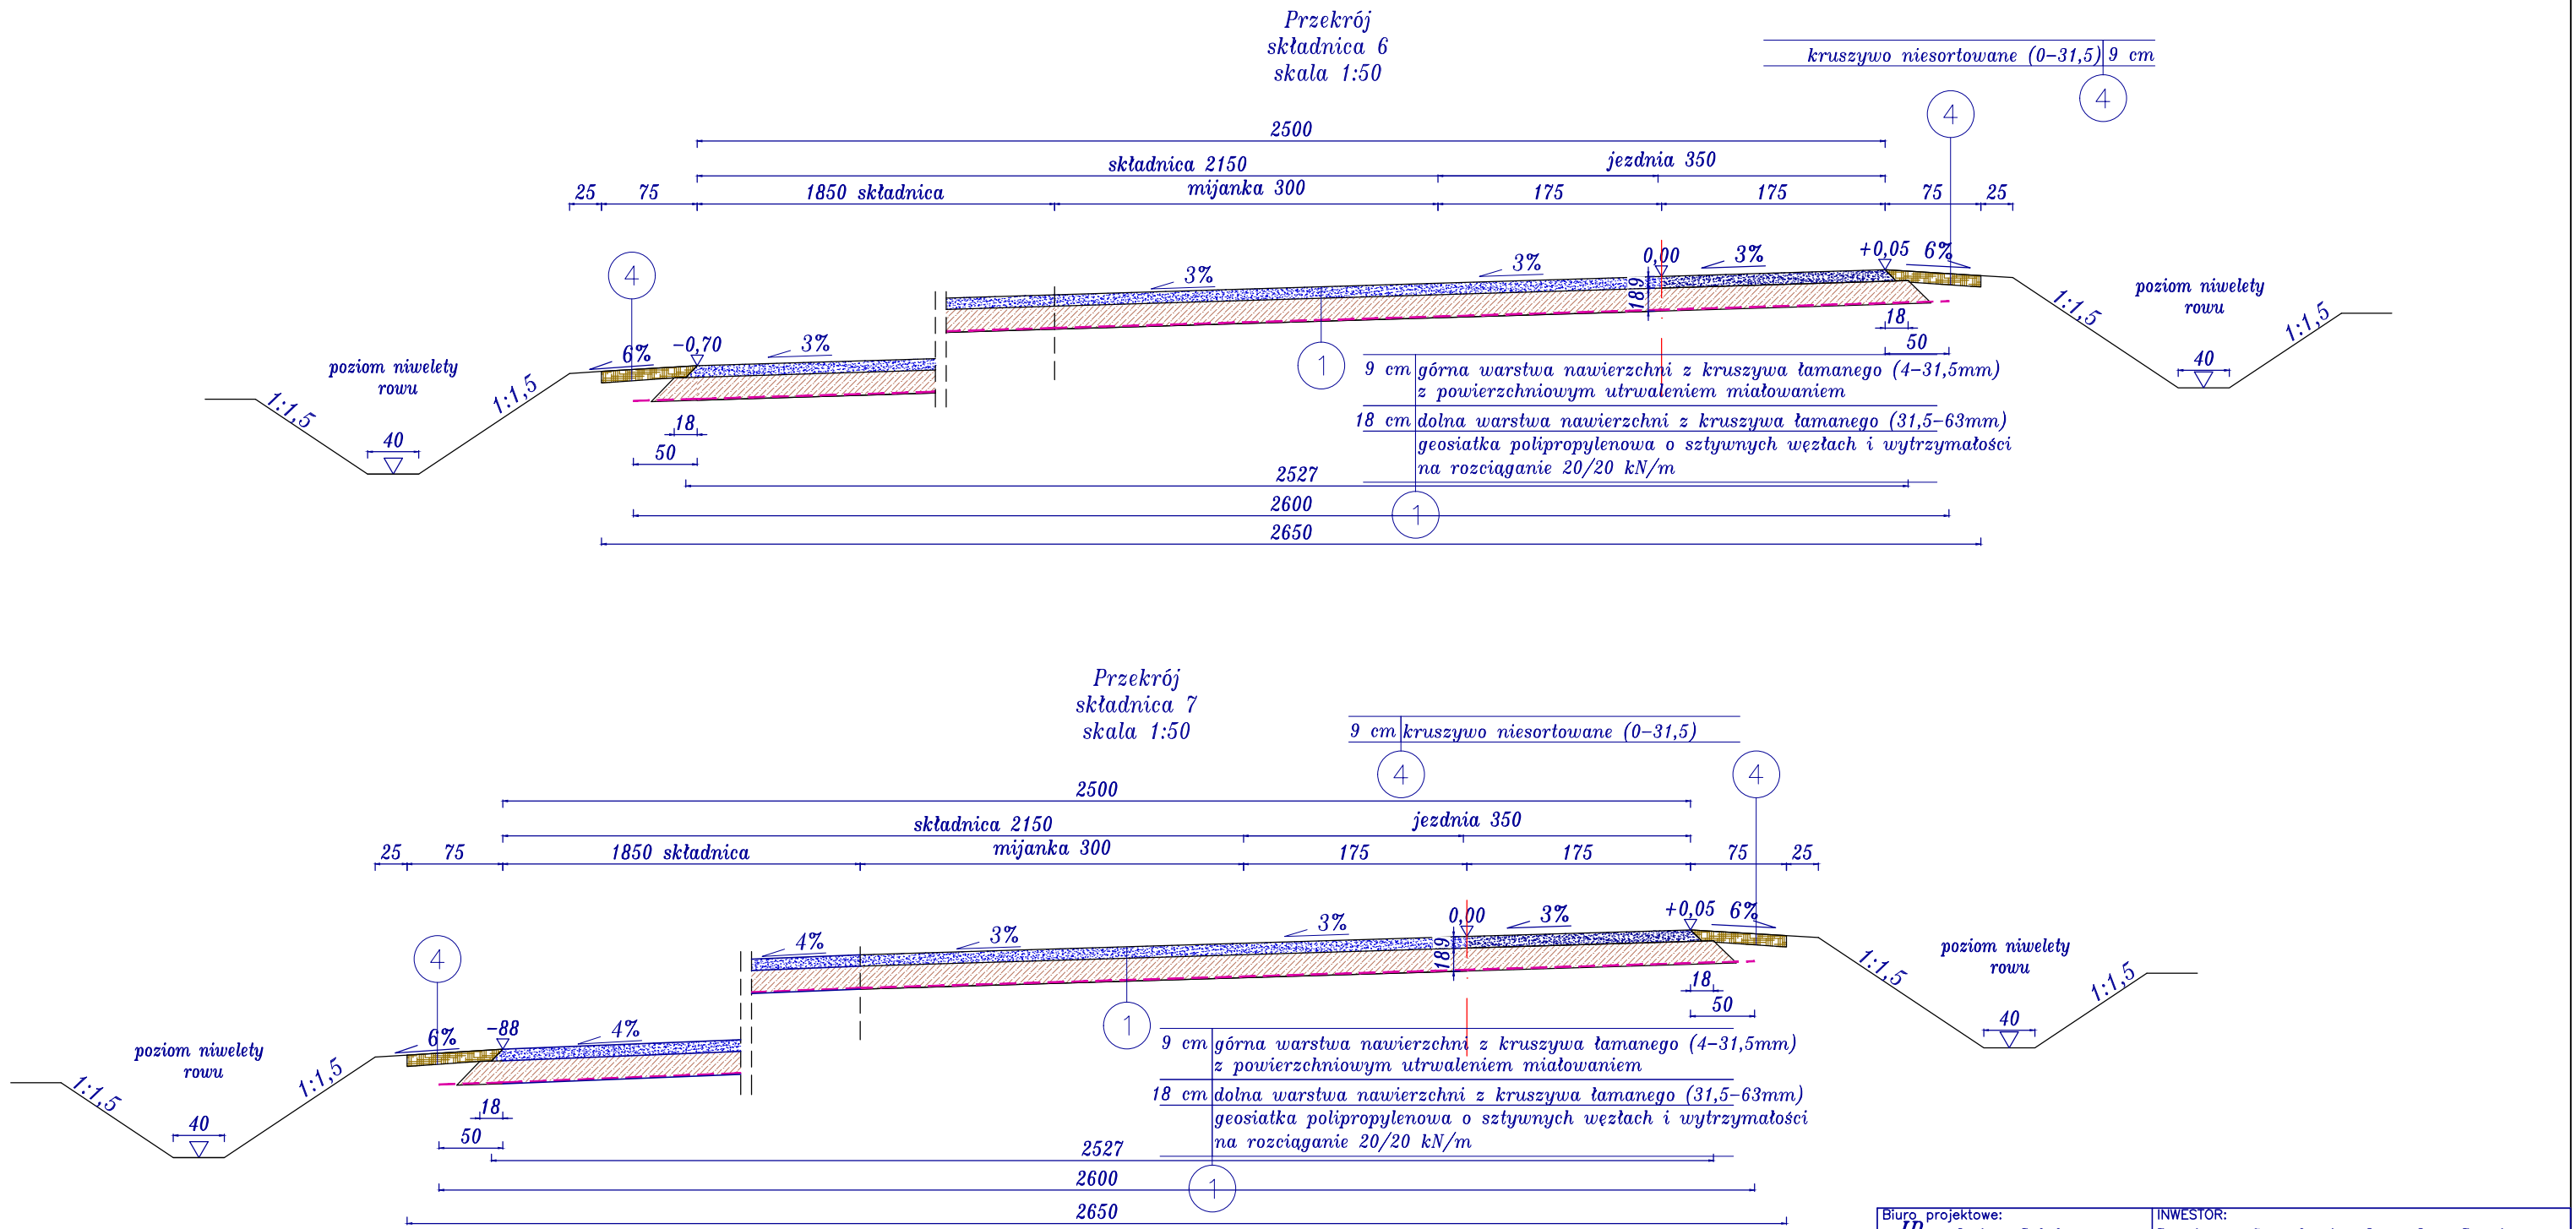 Przekrój
składnica 6
skala 1:50
kruszywo niesortowane (0-31,5) 9 cm
4
4
2500
składnica 2150
jezdnia 350
25
75
1850 składnica
mijanka 300
175
175
75
25
4
3%
3%
0,00
3%
+0,05
6%
189
poziom niwelety
rowu
1:1,5
1:1,5
40
18
50
6%
-0,70
3%
poziom niwelety
rowu
1:1,5
1:1,5
40
18
50
1
9 cm górna warstwa nawierzchni z kruszywa łamanego (4-31,5mm)
z powierzchniowym utrwaleniem miałowaniem
18 cm dolna warstwa nawierzchni z kruszywa łamanego (31,5-63mm)
geosiatka polipropylenowa o sztywnych węzłach i wytrzymałości
na rozciąganie 20/20 kN/m
2527
2600
1
2650
Przekrój
składnica 7
skala 1:50
9 cm kruszywo niesortowane (0-31,5)
4
4
2500
składnica 2150
jezdnia 350
25
75
1850 składnica
mijanka 300
175
175
75
25
4
4%
3%
3%
0,00
3%
+0,05
6%
189
poziom niwelety
rowu
1:1,5
1:1,5
40
18
50
6%
-88
4%
poziom niwelety
rowu
1:1,5
1:1,5
40
18
50
1
9 cm górna warstwa nawierzchni z kruszywa łamanego (4-31,5mm)
z powierzchniowym utrwaleniem miałowaniem
18 cm dolna warstwa nawierzchni z kruszywa łamanego (31,5-63mm)
geosiatka polipropylenowa o sztywnych węzłach i wytrzymałości
na rozciąganie 20/20 kN/m
2527
2600
1
2650
Biuro projektowe:
INWESTOR: